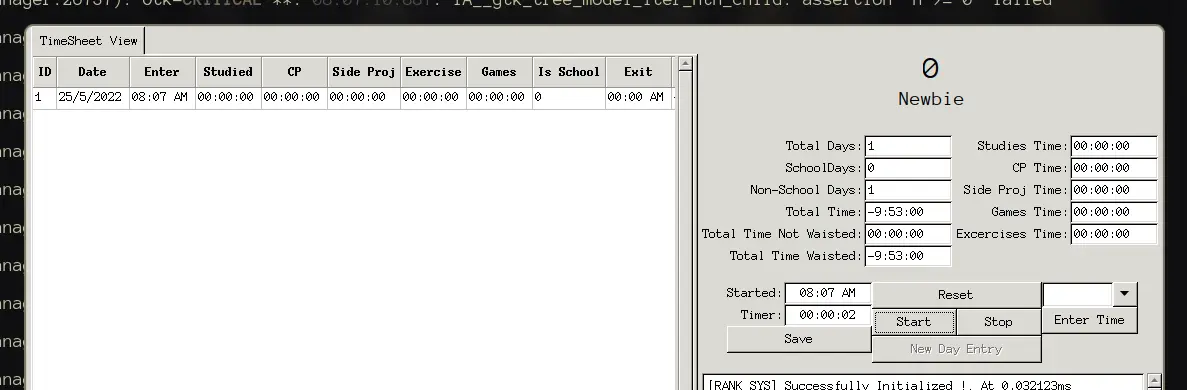 nager:20737): Gtk-CRITICAL **: 08:07:10.881: IA__gtk_tree_model_iter_nth_child: assertion 'n >= 0' failed
TimeSheet View
ID Date Enter Studied CP Side Proj Exercise Games Is School Exit
1 25/5/2022 08:07 AM 00:00:00 00:00:00 00:00:00 00:00:00 00:00:00 0 00:00 AM
0
Newbie
Total Days: 1 Studies Time: 00:00:00
SchoolDays: 0 CP Time: 00:00:00
Non-School Days: 1 Side Proj Time: 00:00:00
Total Time: -9:53:00 Games Time: 00:00:00
Total Time Not Waisted: 00:00:00 Excercises Time: 00:00:00
Total Time Waisted: -9:53:00
Started: 08:07 AM Reset
Timer: 00:00:02 Start Stop Enter Time
Save
New Day Entry
[RANK SYS] Successfully Initialized !. At 0.032123ms